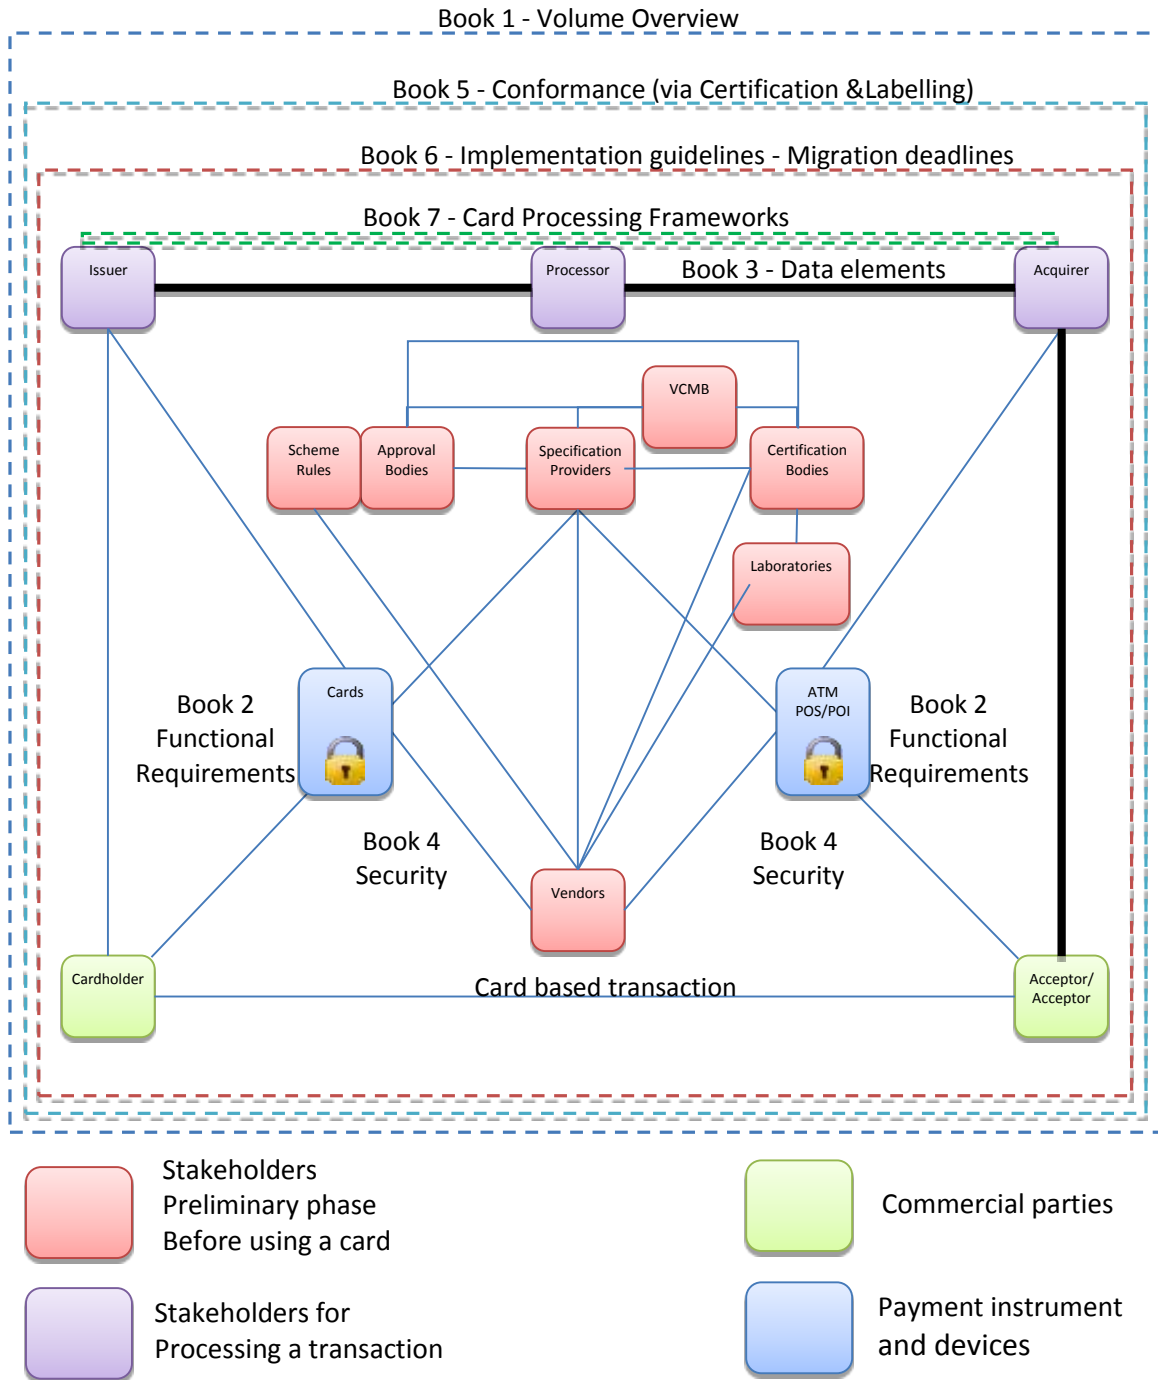 Book 1 - Volume Overview
Book 5 - Conformance (via Certification &Labelling)
Book 6 - Implementation guidelines - Migration deadlines
Book 7 - Card Processing Frameworks
Issuer
Processor
Book 3 - Data elements
Acquirer
VCMB
Scheme
Rules
Approval
Bodies
Specification
Providers
Certification
Bodies
Laboratories
Cards
ATM
POS/POI
Book 2
Functional
Requirements
Book 2
Functional
Requirements
Book 4
Security
Book 4
Security
Vendors
Cardholder
Card based transaction
Acceptor/
Acceptor
Stakeholders
Preliminary phase
Before using a card
Commercial parties
Stakeholders for
Processing a transaction
Payment instrument
and devices